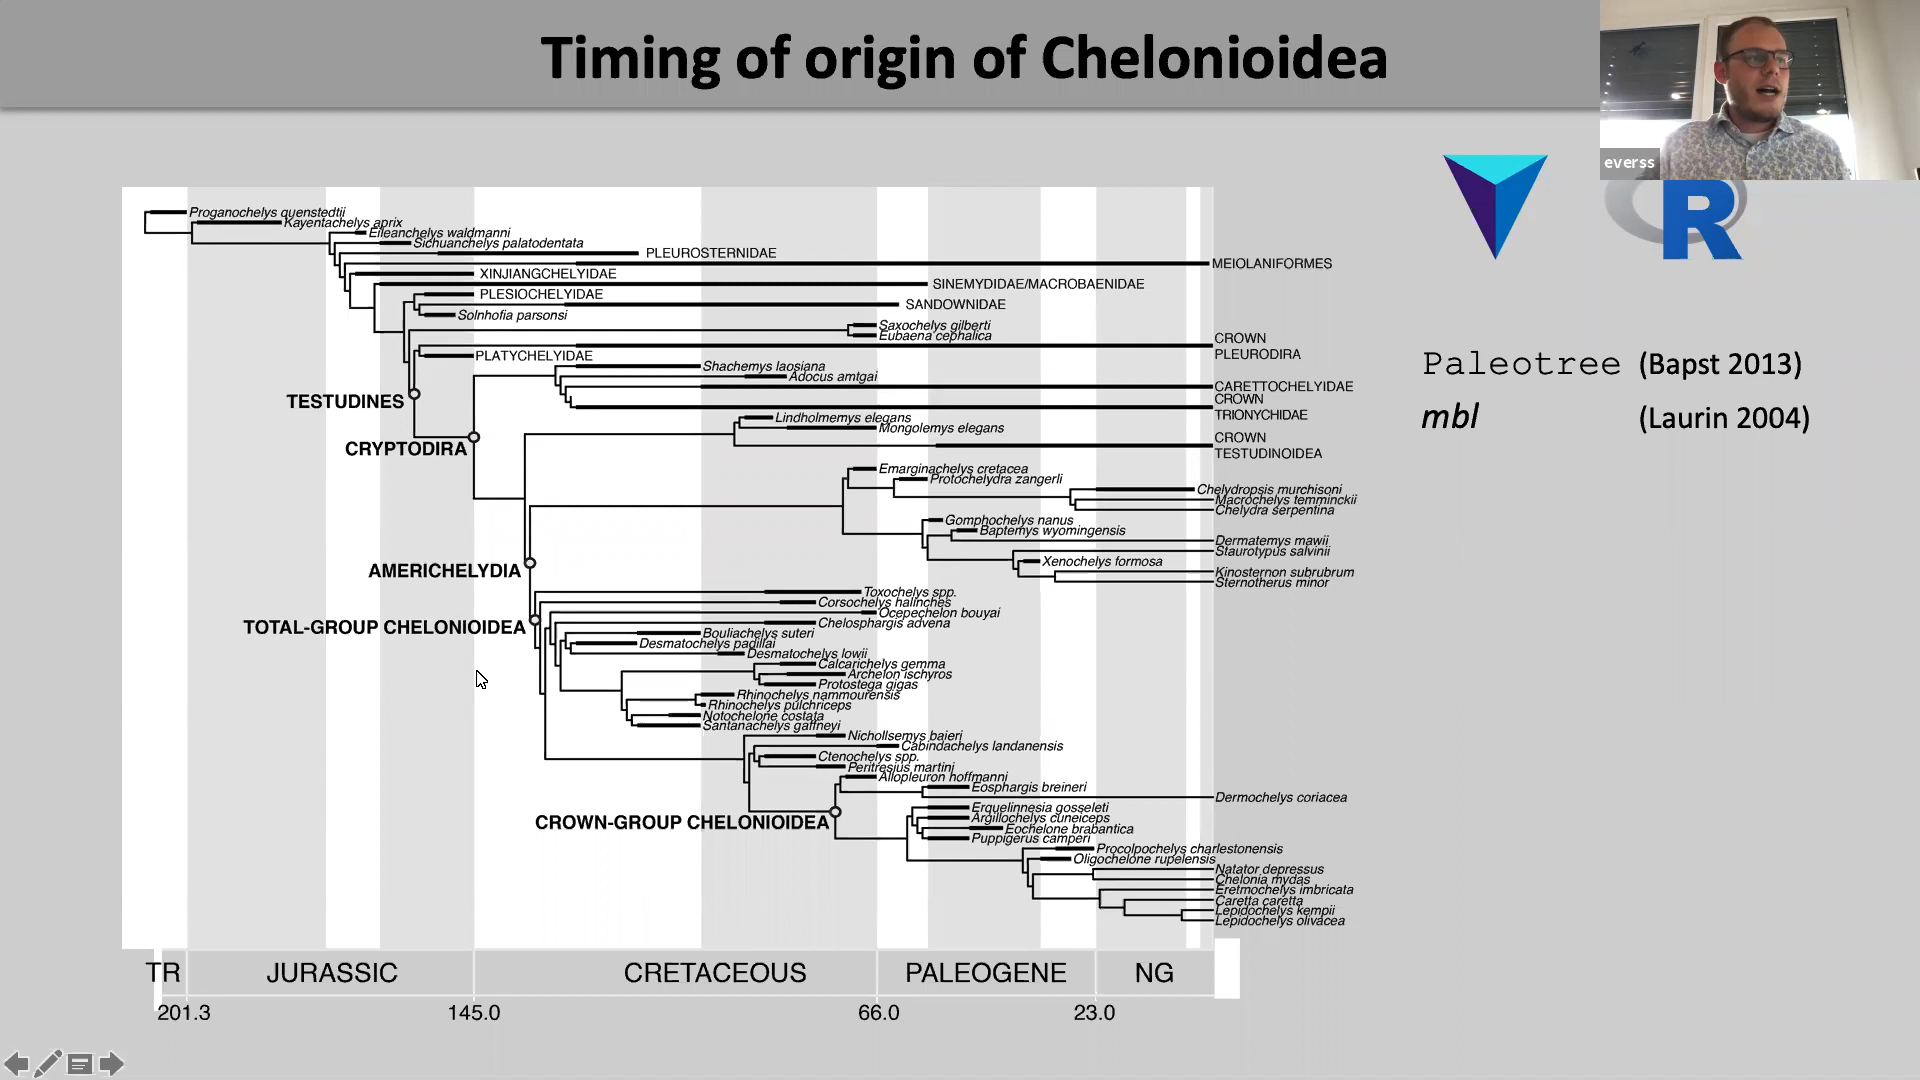 Timing of origin of Chelonioidea
everss
R
Proganochelys quenstedtii
Kayentachelys aprix
Eileanchelys waldmanni
Sichuanchelys palatodentata
PLEUROSTERNIDAE
MEIOLANIFORMES
XINJIANGCHELYIDAE
SINEMYDIDAE/MACROBAENIDAE
PLESIOCHELYIDAE
SANDOWNIDAE
Solnhofia parsonsi
Saxochelys gilberti
Eubaena cephalica
CROWN
PLEURODIRA
PLATYCHELYIDAE
Shachemys laosiana
Adocus amtgai
CARETTOCHELYIDAE
CROWN
TRIONYCHIDAE
TESTUDINES
Lindholmemys elegans
Mongolemys elegans
CROWN
TESTUDINOIDEA
CRYPTODIRA
Emarginachelys cretacea
Protochelydra zangerli
Chelydropsis murchisoni
Macrochelys temminckii
Chelydra serpentina
Gomphochelys nanus
Baptemys wyomingensis
Dermatemys mawii
Staurotypus salvinii
Xenochelys formosa
Kinosternon subrubrum
Sternotherus minor
AMERICHELYDIA
Toxochelys spp.
Corsochelys halinches
Ocepechelon bouyai
Chelosphargis advena
TOTAL-GROUP CHELONIOIDEA
Bouliachelys suteri
Desmatochelys padillai
Desmatochelys lowii
Calcarichelys gemma
Archelon ischyros
Protostega gigas
Rhinochelys nammourensis
Rhinochelys pulchriceps
Notochelone costata
Santanachelys gaffneyi
Nichollsemys baieri
Cabindachelys landanensis
Ctenochelys spp.
Peritresius martini
Allopleuron hoffmanni
Eosphargis breineri
Dermochelys coriacea
CROWN-GROUP CHELONIOIDEA
Erquelinnesia gosseleti
Argillochelys cuneiceps
Eochelone brabantica
Puppigerus camperi
Procolpochelys charlestonensis
Oligochelone rupelensis
Natator depressus
Chelonia mydas
Eretmochelys imbricata
Caretta caretta
Lepidochelys kempii
Lepidochelys olivacea
TR JURASSIC CRETACEOUS PALEOGENE NG
201.3 145.0 66.0 23.0
Paleotree (Bapst 2013)
mbl (Laurin 2004)